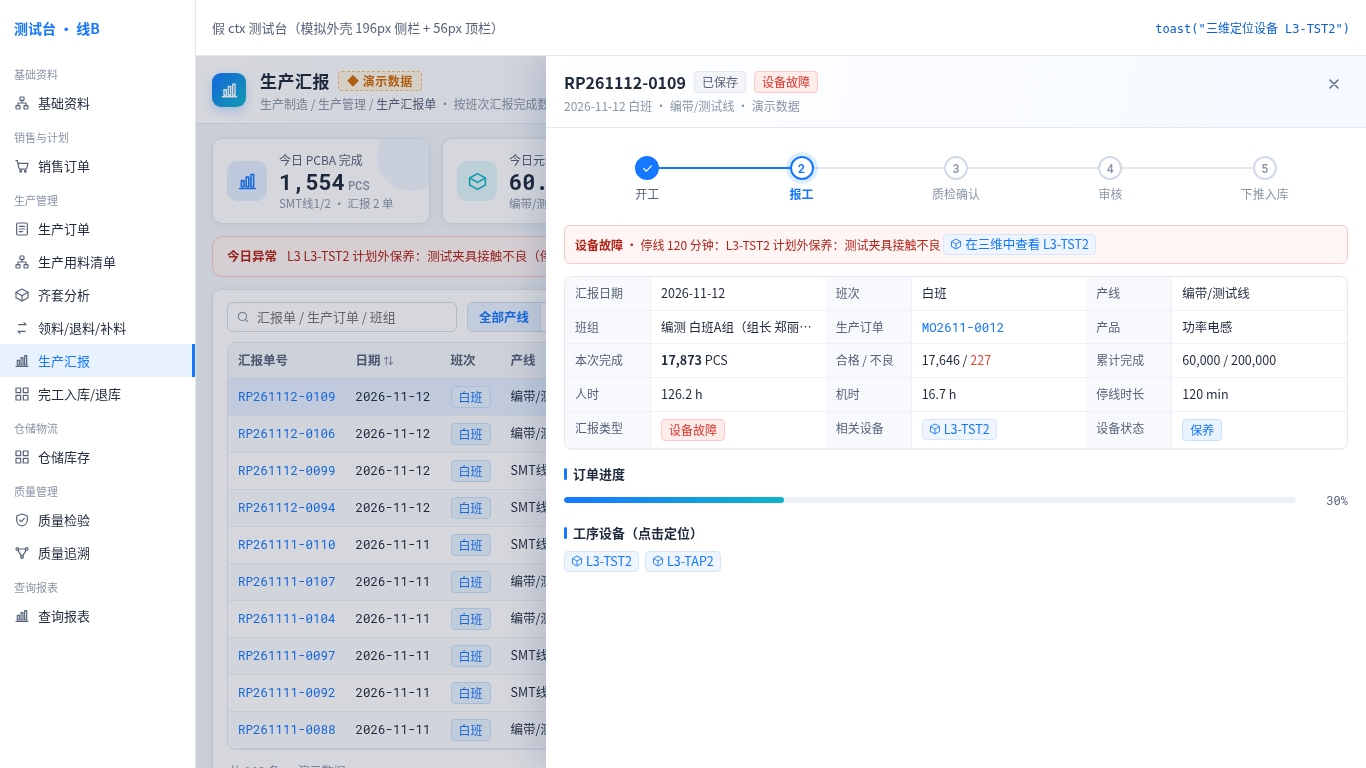 测试台 · 线B
假 ctx 测试台（模拟外壳 196px 侧栏 + 56px 顶栏）
toast("三维定位设备 L3-TST2")
基础资料
基础资料
销售与计划
销售订单
生产管理
生产订单
生产用料清单
齐套分析
领料/退料/补料
生产汇报
完工入库/退库
仓储物流
仓储库存
质量管理
质量检验
质量追溯
查询报表
查询报表
生产汇报 ◆ 演示数据
生产制造 / 生产管理 / 生产汇报单 · 按班次汇报完成数
今日 PCBA 完成
1,554 PCS
SMT线1/2 · 汇报 2 单
今日元
60.
编带/测
今日异常 L3 L3-TST2 计划外保养：测试夹具接触不良（停
汇报单 / 生产订单 / 班组
全部产线
汇报单号 日期 班次 产线
RP261112-0109 2026-11-12 白班 编带/测
RP261112-0106 2026-11-12 白班 编带/测
RP261112-0099 2026-11-12 白班 SMT线
RP261112-0094 2026-11-12 白班 SMT线
RP261111-0110 2026-11-11 白班 SMT线
RP261111-0107 2026-11-11 白班 编带/测
RP261111-0104 2026-11-11 白班 编带/测
RP261111-0097 2026-11-11 白班 SMT线
RP261111-0092 2026-11-11 白班 SMT线
RP261111-0088 2026-11-11 白班 编带/测
RP261112-0109 已保存 设备故障
2026-11-12 白班 · 编带/测试线 · 演示数据
2 3 4 5
开工 报工 质检确认 审核 下推入库
设备故障 · 停线 120 分钟：L3-TST2 计划外保养：测试夹具接触不良 在三维中查看 L3-TST2
汇报日期 2026-11-12 班次 白班 产线 编带/测试线
班组 编测 白班A组（组长 郑丽… 生产订单 MO2611-0012 产品 功率电感
本次完成 17,873 PCS 合格 / 不良 17,646 / 227 累计完成 60,000 / 200,000
人时 126.2 h 机时 16.7 h 停线时长 120 min
汇报类型 设备故障 相关设备 L3-TST2 设备状态 保养
订单进度
30%
工序设备（点击定位）
L3-TST2 L3-TAP2